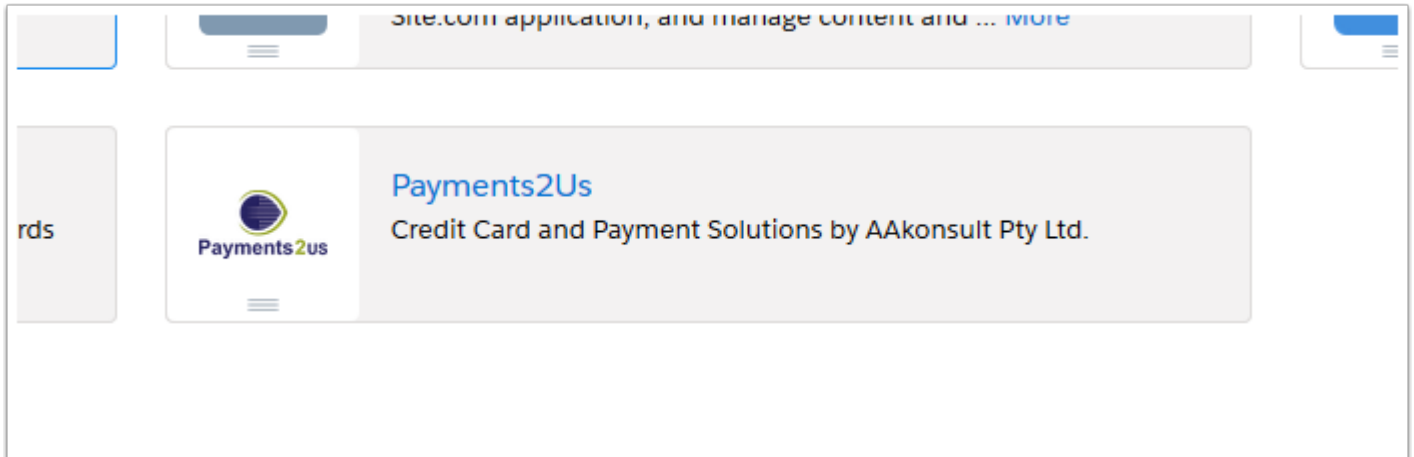 Site.com application, and manage content and ... More
rds
Payments2Us
Credit Card and Payment Solutions by AAkonsult Pty Ltd.
Payments2us